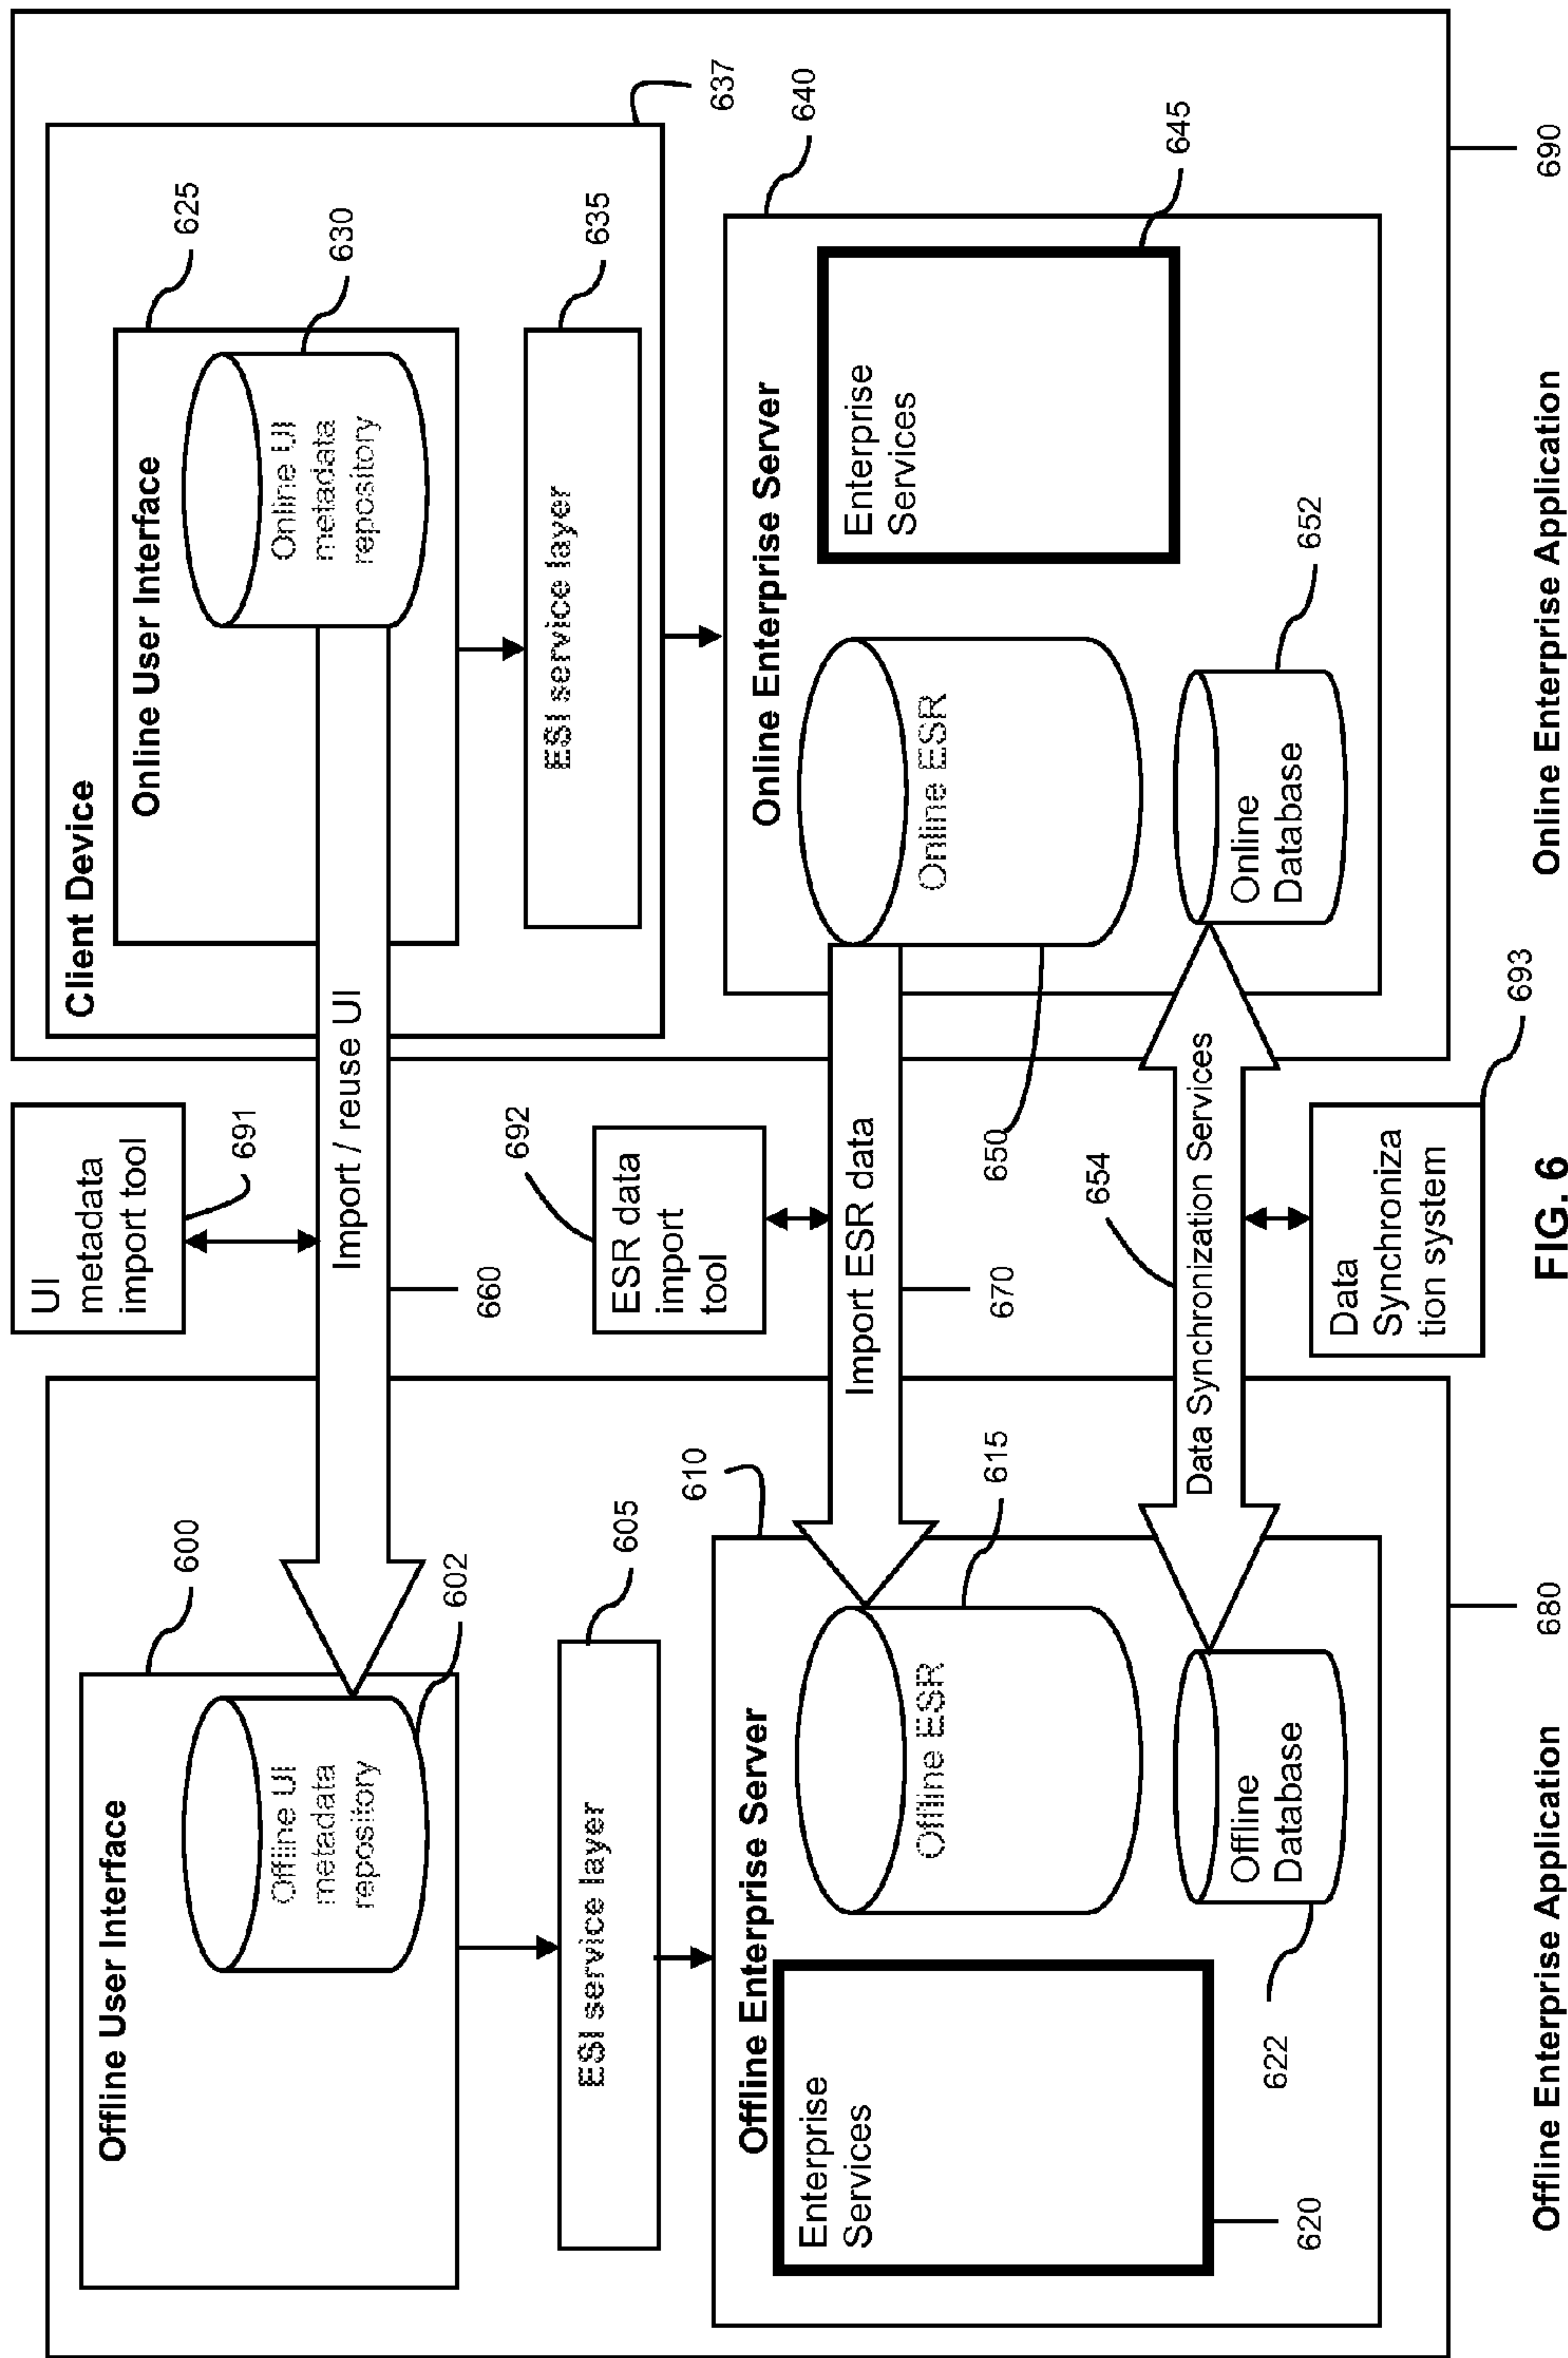 Offline User Interface
600
Offline UI
metadata
repository
602
ESI service layer
605
Offline Enterprise Server
610
Enterprise
Services
620
Offline ESR
615
Offline
Database
622
Offline Enterprise Application
680
UI
metadata
import tool
691
Import / reuse UI
660
ESR data
import
tool
692
Import ESR data
670
654
Data Synchronization Services
Data
Synchroniza
tion system
693
Client Device
637
Online User Interface
625
Online UI
metadata
repository
630
ESI service layer
635
Online Enterprise Server
640
Online ESR
650
Enterprise
Services
645
Online
Database
652
Online Enterprise Application
690
FIG. 6